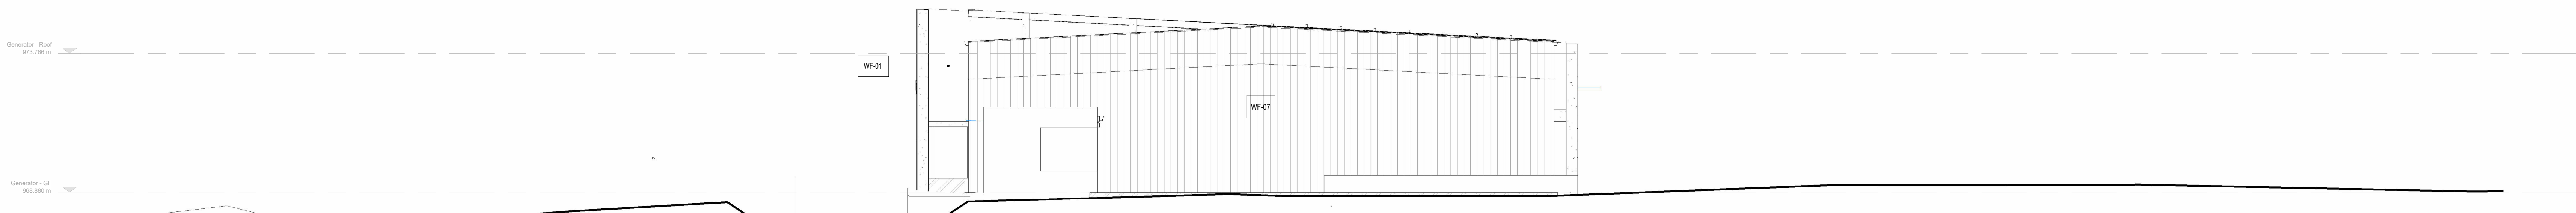 Generator - Roof
973.766 m
WF-01
WF-07
Generator - GF
968.880 m